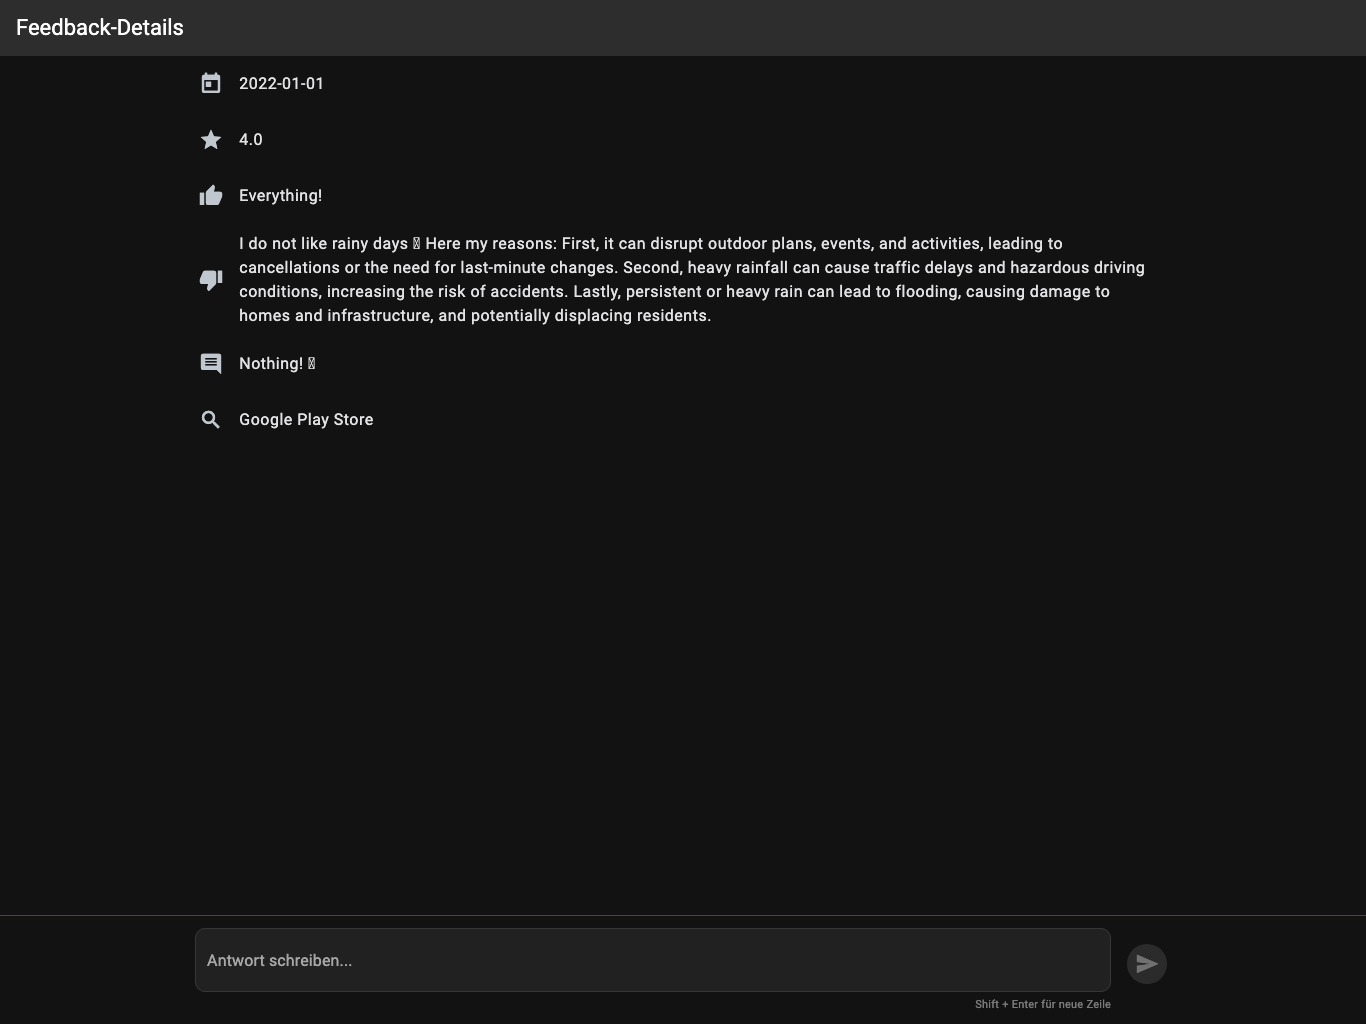 Feedback-Details
2022-01-01
4.0
Everything!
I do not like rainy days Here my reasons: First, it can disrupt outdoor plans, events, and activities, leading to
cancellations or the need for last-minute changes. Second, heavy rainfall can cause traffic delays and hazardous driving
conditions, increasing the risk of accidents. Lastly, persistent or heavy rain can lead to flooding, causing damage to
homes and infrastructure, and potentially displacing residents.
Nothing!
Google Play Store
Antwort schreiben...
Shift + Enter für neue Zeile